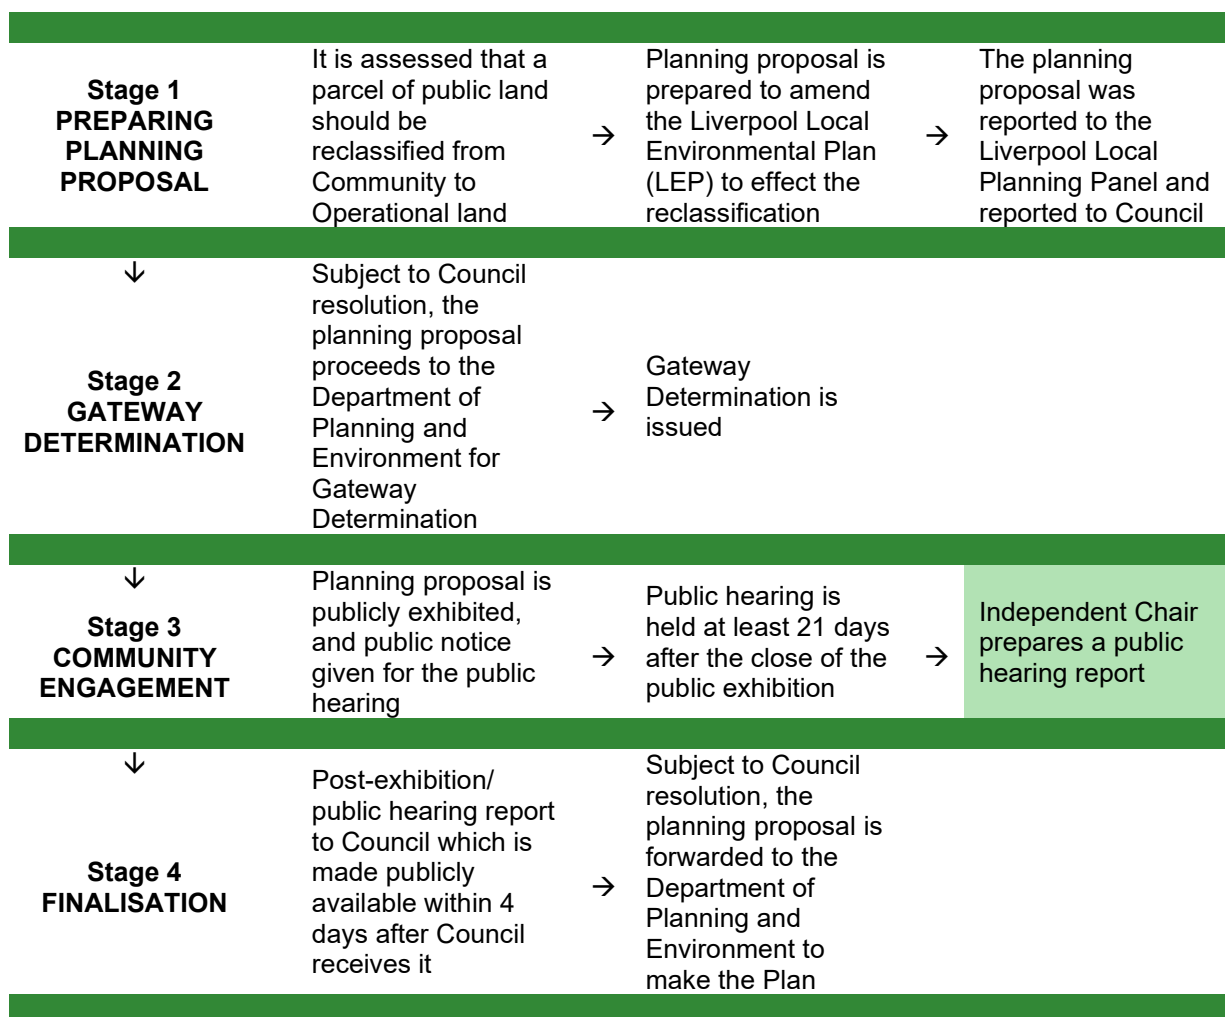 Stage 1
PREPARING
PLANNING
PROPOSAL
It is assessed that a
parcel of public land
should be
reclassified from
Community to
Operational land
→
Planning proposal is
prepared to amend
the Liverpool Local
Environmental Plan
(LEP) to effect the
reclassification
→
The planning
proposal was
reported to the
Liverpool Local
Planning Panel and
reported to Council
↓
Stage 2
GATEWAY
DETERMINATION
Subject to Council
resolution, the
planning proposal
proceeds to the
Department of
Planning and
Environment for
Gateway
Determination
→
Gateway
Determination is
issued
↓
Stage 3
COMMUNITY
ENGAGEMENT
Planning proposal is
publicly exhibited,
and public notice
given for the public
hearing
→
Public hearing is
held at least 21 days
after the close of the
public exhibition
→
Independent Chair
prepares a public
hearing report
↓
Stage 4
FINALISATION
Post-exhibition/
public hearing report
to Council which is
made publicly
available within 4
days after Council
receives it
→
Subject to Council
resolution, the
planning proposal is
forwarded to the
Department of
Planning and
Environment to
make the Plan